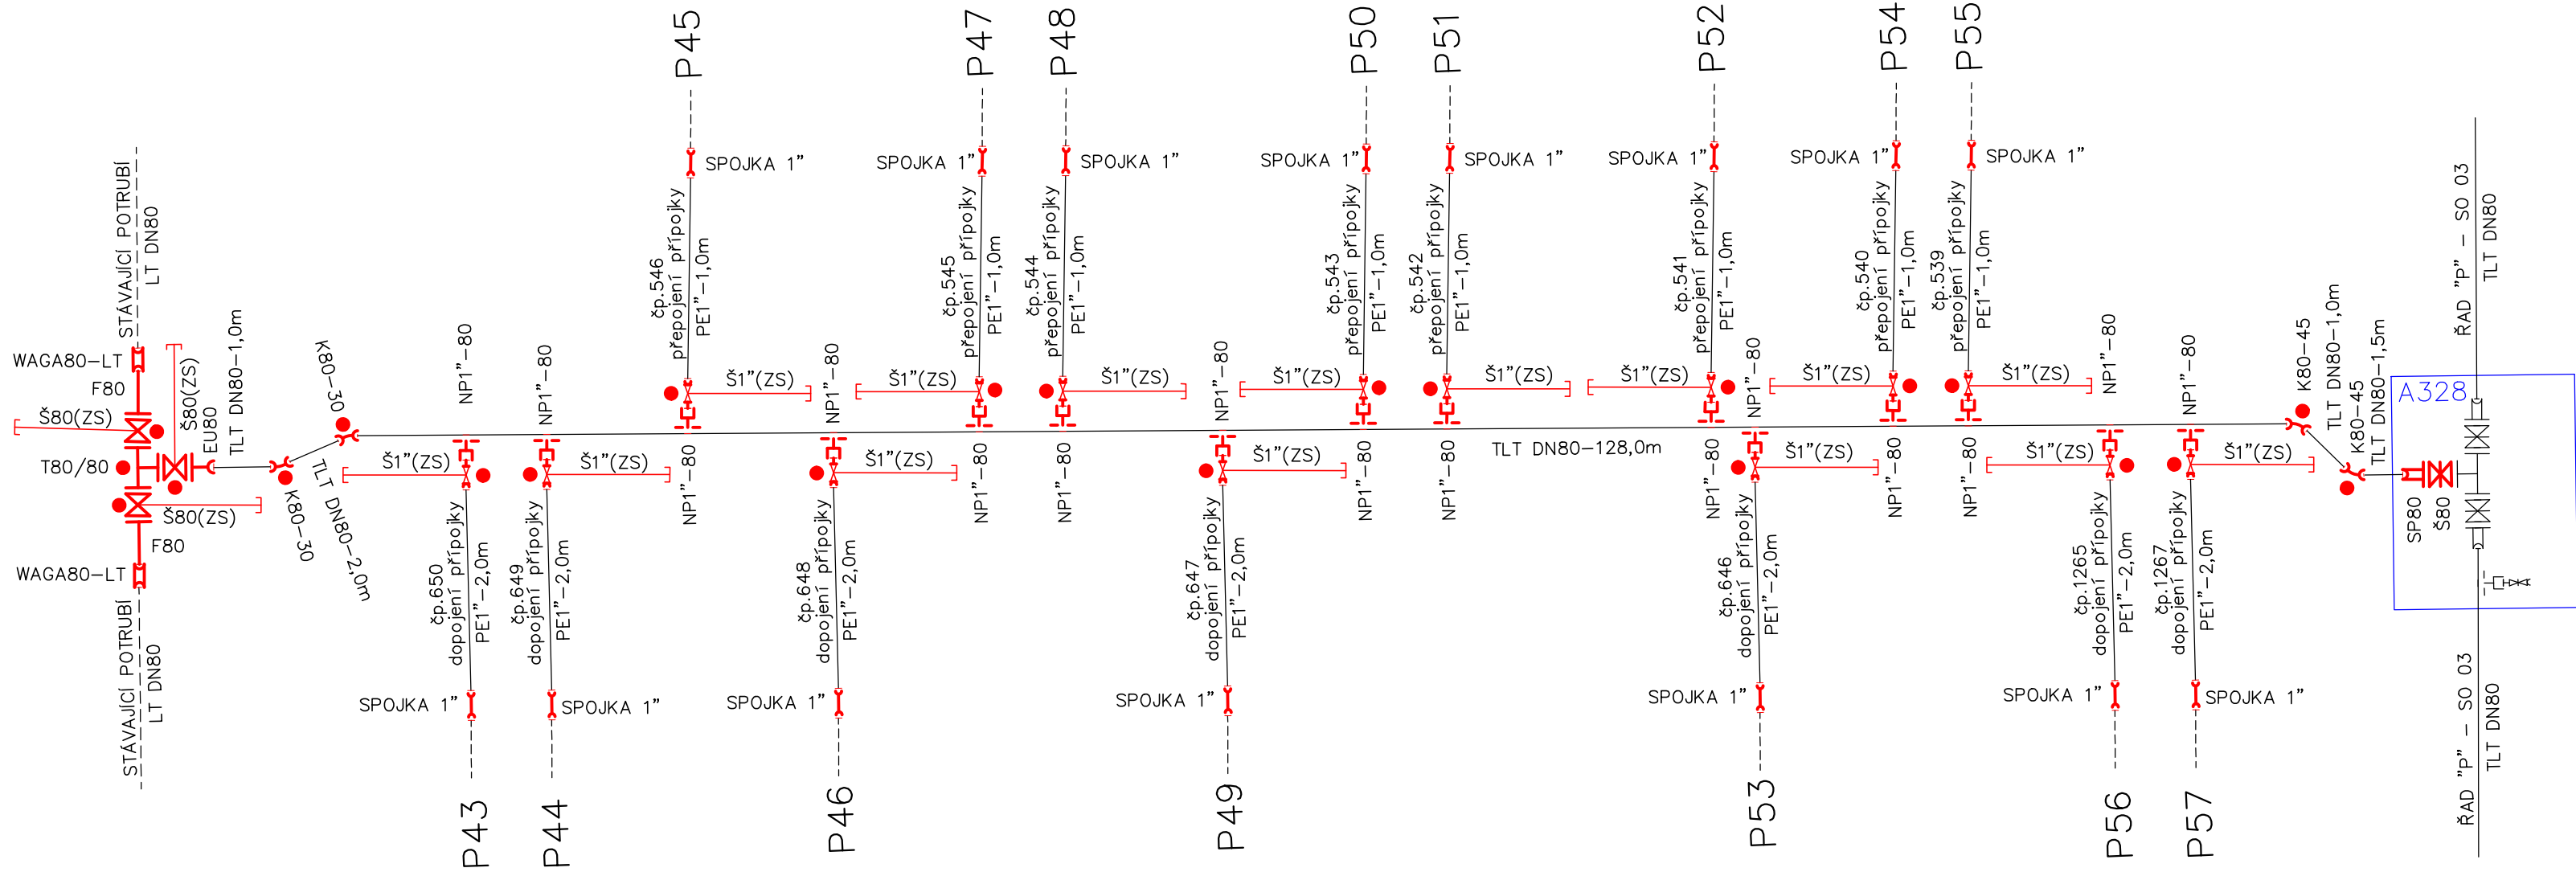 P45
P47
P48
P50
P51
P52
P54
P55
SPOJKA 1"
SPOJKA 1"
SPOJKA 1"
SPOJKA 1"
SPOJKA 1"
SPOJKA 1"
SPOJKA 1"
SPOJKA 1"
čp.546
přepojení přípojky
PE1"-1,0m
čp.545
přepojení přípojky
PE1"-1,0m
čp.544
přepojení přípojky
PE1"-1,0m
čp.543
přepojení přípojky
PE1"-1,0m
čp.542
přepojení přípojky
PE1"-1,0m
čp.541
přepojení přípojky
PE1"-1,0m
čp.540
přepojení přípojky
PE1"-1,0m
čp.539
přepojení přípojky
PE1"-1,0m
STÁVAJÍCÍ POTRUBÍ
LT DN80
WAGA80-LT
F80
Š80(ZS)
Š80(ZS)
EU80
TLT DN80-1,0m
T80/80
Š80(ZS)
F80
WAGA80-LT
STÁVAJÍCÍ POTRUBÍ
LT DN80
K80-30
K80-30
TLT DN80-2,0m
NP1"-80
NP1"-80
NP1"-80
NP1"-80
NP1"-80
NP1"-80
NP1"-80
Š1"(ZS)
Š1"(ZS)
Š1"(ZS)
Š1"(ZS)
Š1"(ZS)
Š1"(ZS)
Š1"(ZS)
Š1"(ZS)
TLT DN80-128,0m
Š1"(ZS)
Š1"(ZS)
Š1"(ZS)
Š1"(ZS)
Š1"(ZS)
Š1"(ZS)
Š1"(ZS)
NP1"-80
NP1"-80
NP1"-80
NP1"-80
NP1"-80
NP1"-80
NP1"-80
NP1"-80
čp.650
dopojení přípojky
PE1"-2,0m
čp.649
dopojení přípojky
PE1"-2,0m
čp.648
dopojení přípojky
PE1"-2,0m
čp.647
dopojení přípojky
PE1"-2,0m
čp.646
dopojení přípojky
PE1"-2,0m
čp.1265
dopojení přípojky
PE1"-2,0m
čp.1267
dopojení přípojky
PE1"-2,0m
SPOJKA 1"
SPOJKA 1"
SPOJKA 1"
SPOJKA 1"
SPOJKA 1"
SPOJKA 1"
SPOJKA 1"
P43
P44
P46
P49
P53
P56
P57
K80-45
TLT DN80-1,0m
K80-45
TLT DN80-1,5m
A328
SP80
Š80
ŘAD "P" - SO 03
TLT DN80
ŘAD "P" - SO 03
TLT DN80